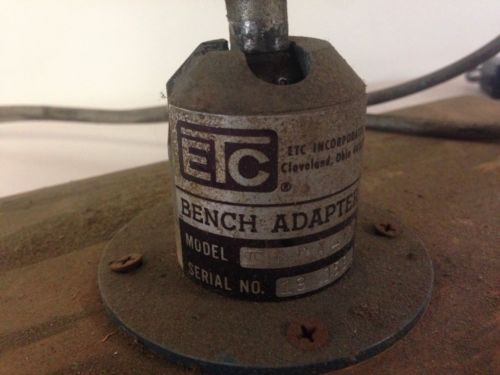 ETC
®
ETC INCORPORATED
Cleveland, Ohio
BENCH ADAPTER
MODEL
SERIAL NO.